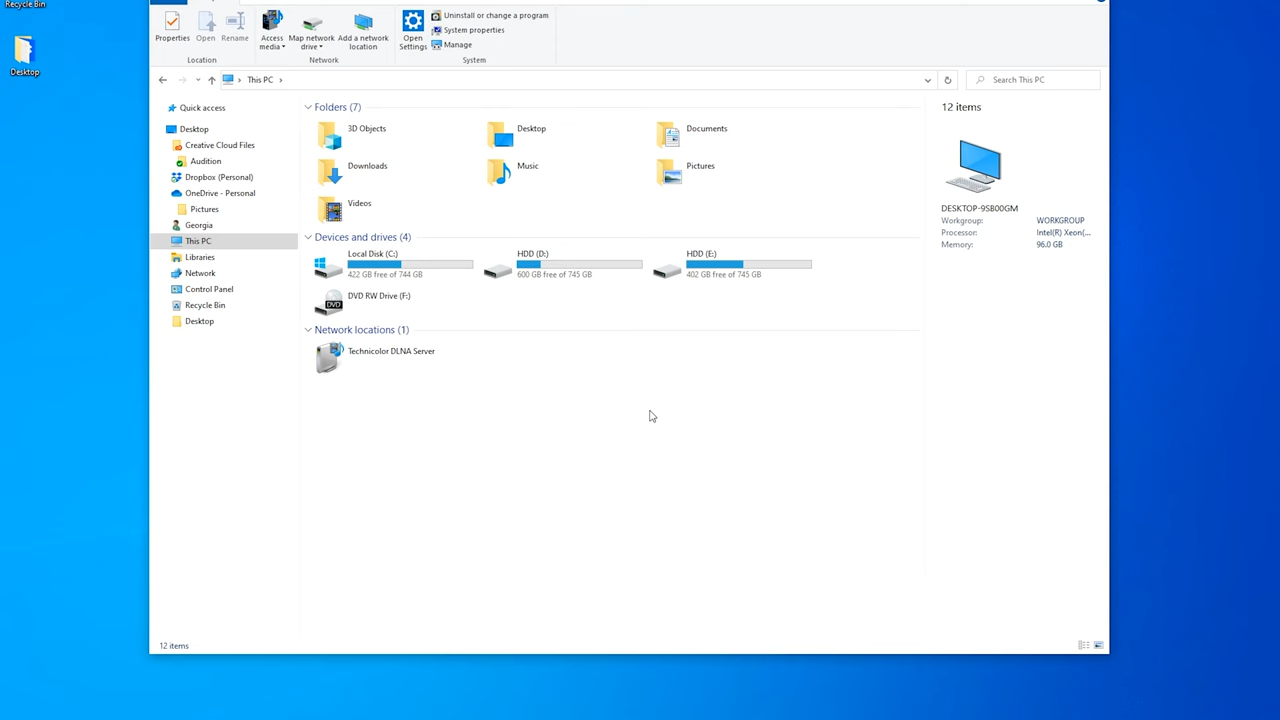 Recycle Bin
Desktop
Properties
Open
Rename
Location
Access media
Map network drive
Add a network location
Network
Open Settings
Uninstall or change a program
System properties
Manage
System
This PC
Search This PC
Quick access
Desktop
Creative Cloud Files
Audition
Dropbox (Personal)
OneDrive - Personal
Pictures
Georgia
This PC
Libraries
Network
Control Panel
Recycle Bin
Desktop
Folders (7)
3D Objects
Desktop
Documents
Downloads
Music
Pictures
Videos
Devices and drives (4)
Local Disk (C:)
422 GB free of 744 GB
HDD (D:)
600 GB free of 745 GB
HDD (E:)
402 GB free of 745 GB
DVD
DVD RW Drive (F:)
Network locations (1)
Technicolor DLNA Server
12 items
DESKTOP-9SB00GM
Workgroup: WORKGROUP
Processor: Intel(R) Xeon(...
Memory: 96.0 GB
12 items